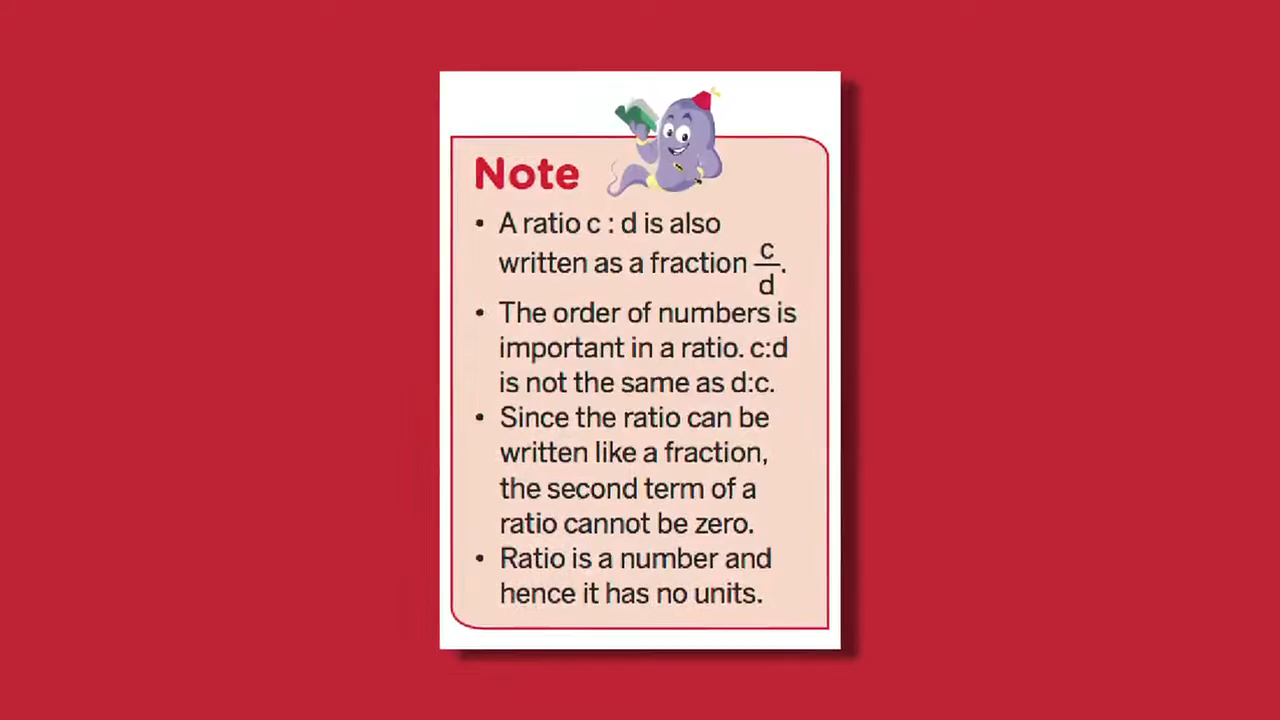 Note
• A ratio c : d is also
written as a fraction c/d.
• The order of numbers is
important in a ratio. c:d
is not the same as d:c.
• Since the ratio can be
written like a fraction,
the second term of a
ratio cannot be zero.
• Ratio is a number and
hence it has no units.